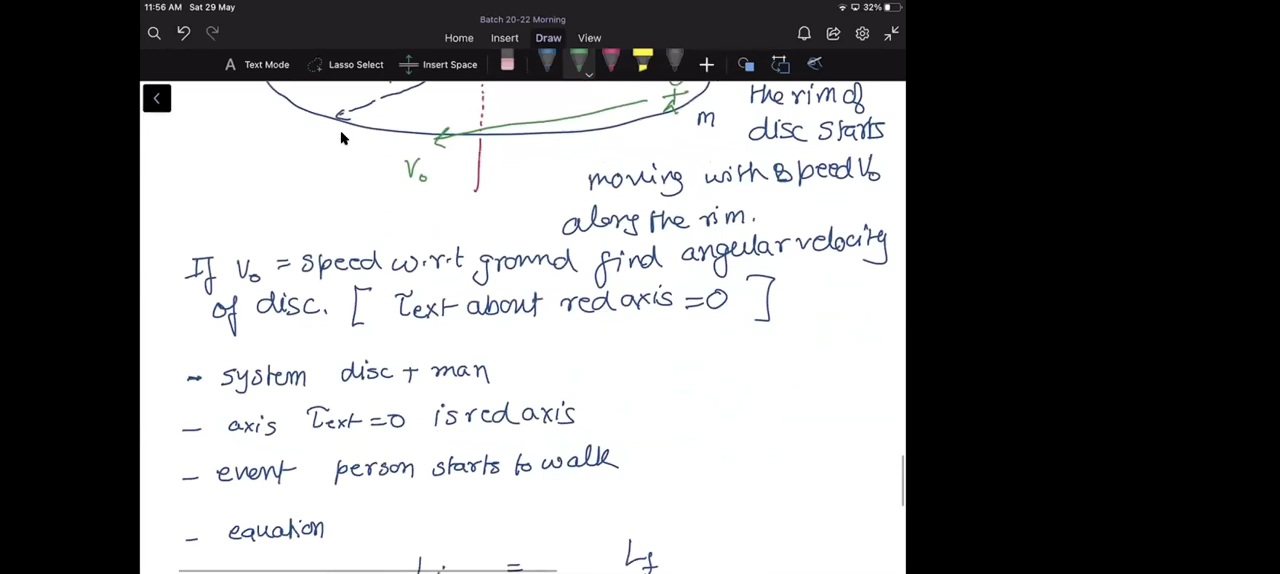 11:56 AM Sat 29 May
32%
Batch 20-22 Morning
Home Insert Draw View
A Text Mode Lasso Select Insert Space
the rim of
m
disc starts
V₀
moving with speed V₀
along the rim.
If V₀ = speed w.r.t ground find angular velocity
of disc. [ τext about red axis = 0 ]
- system disc + man
- axis τext = 0 is red axis
- event person starts to walk
- equation
Li = Lf